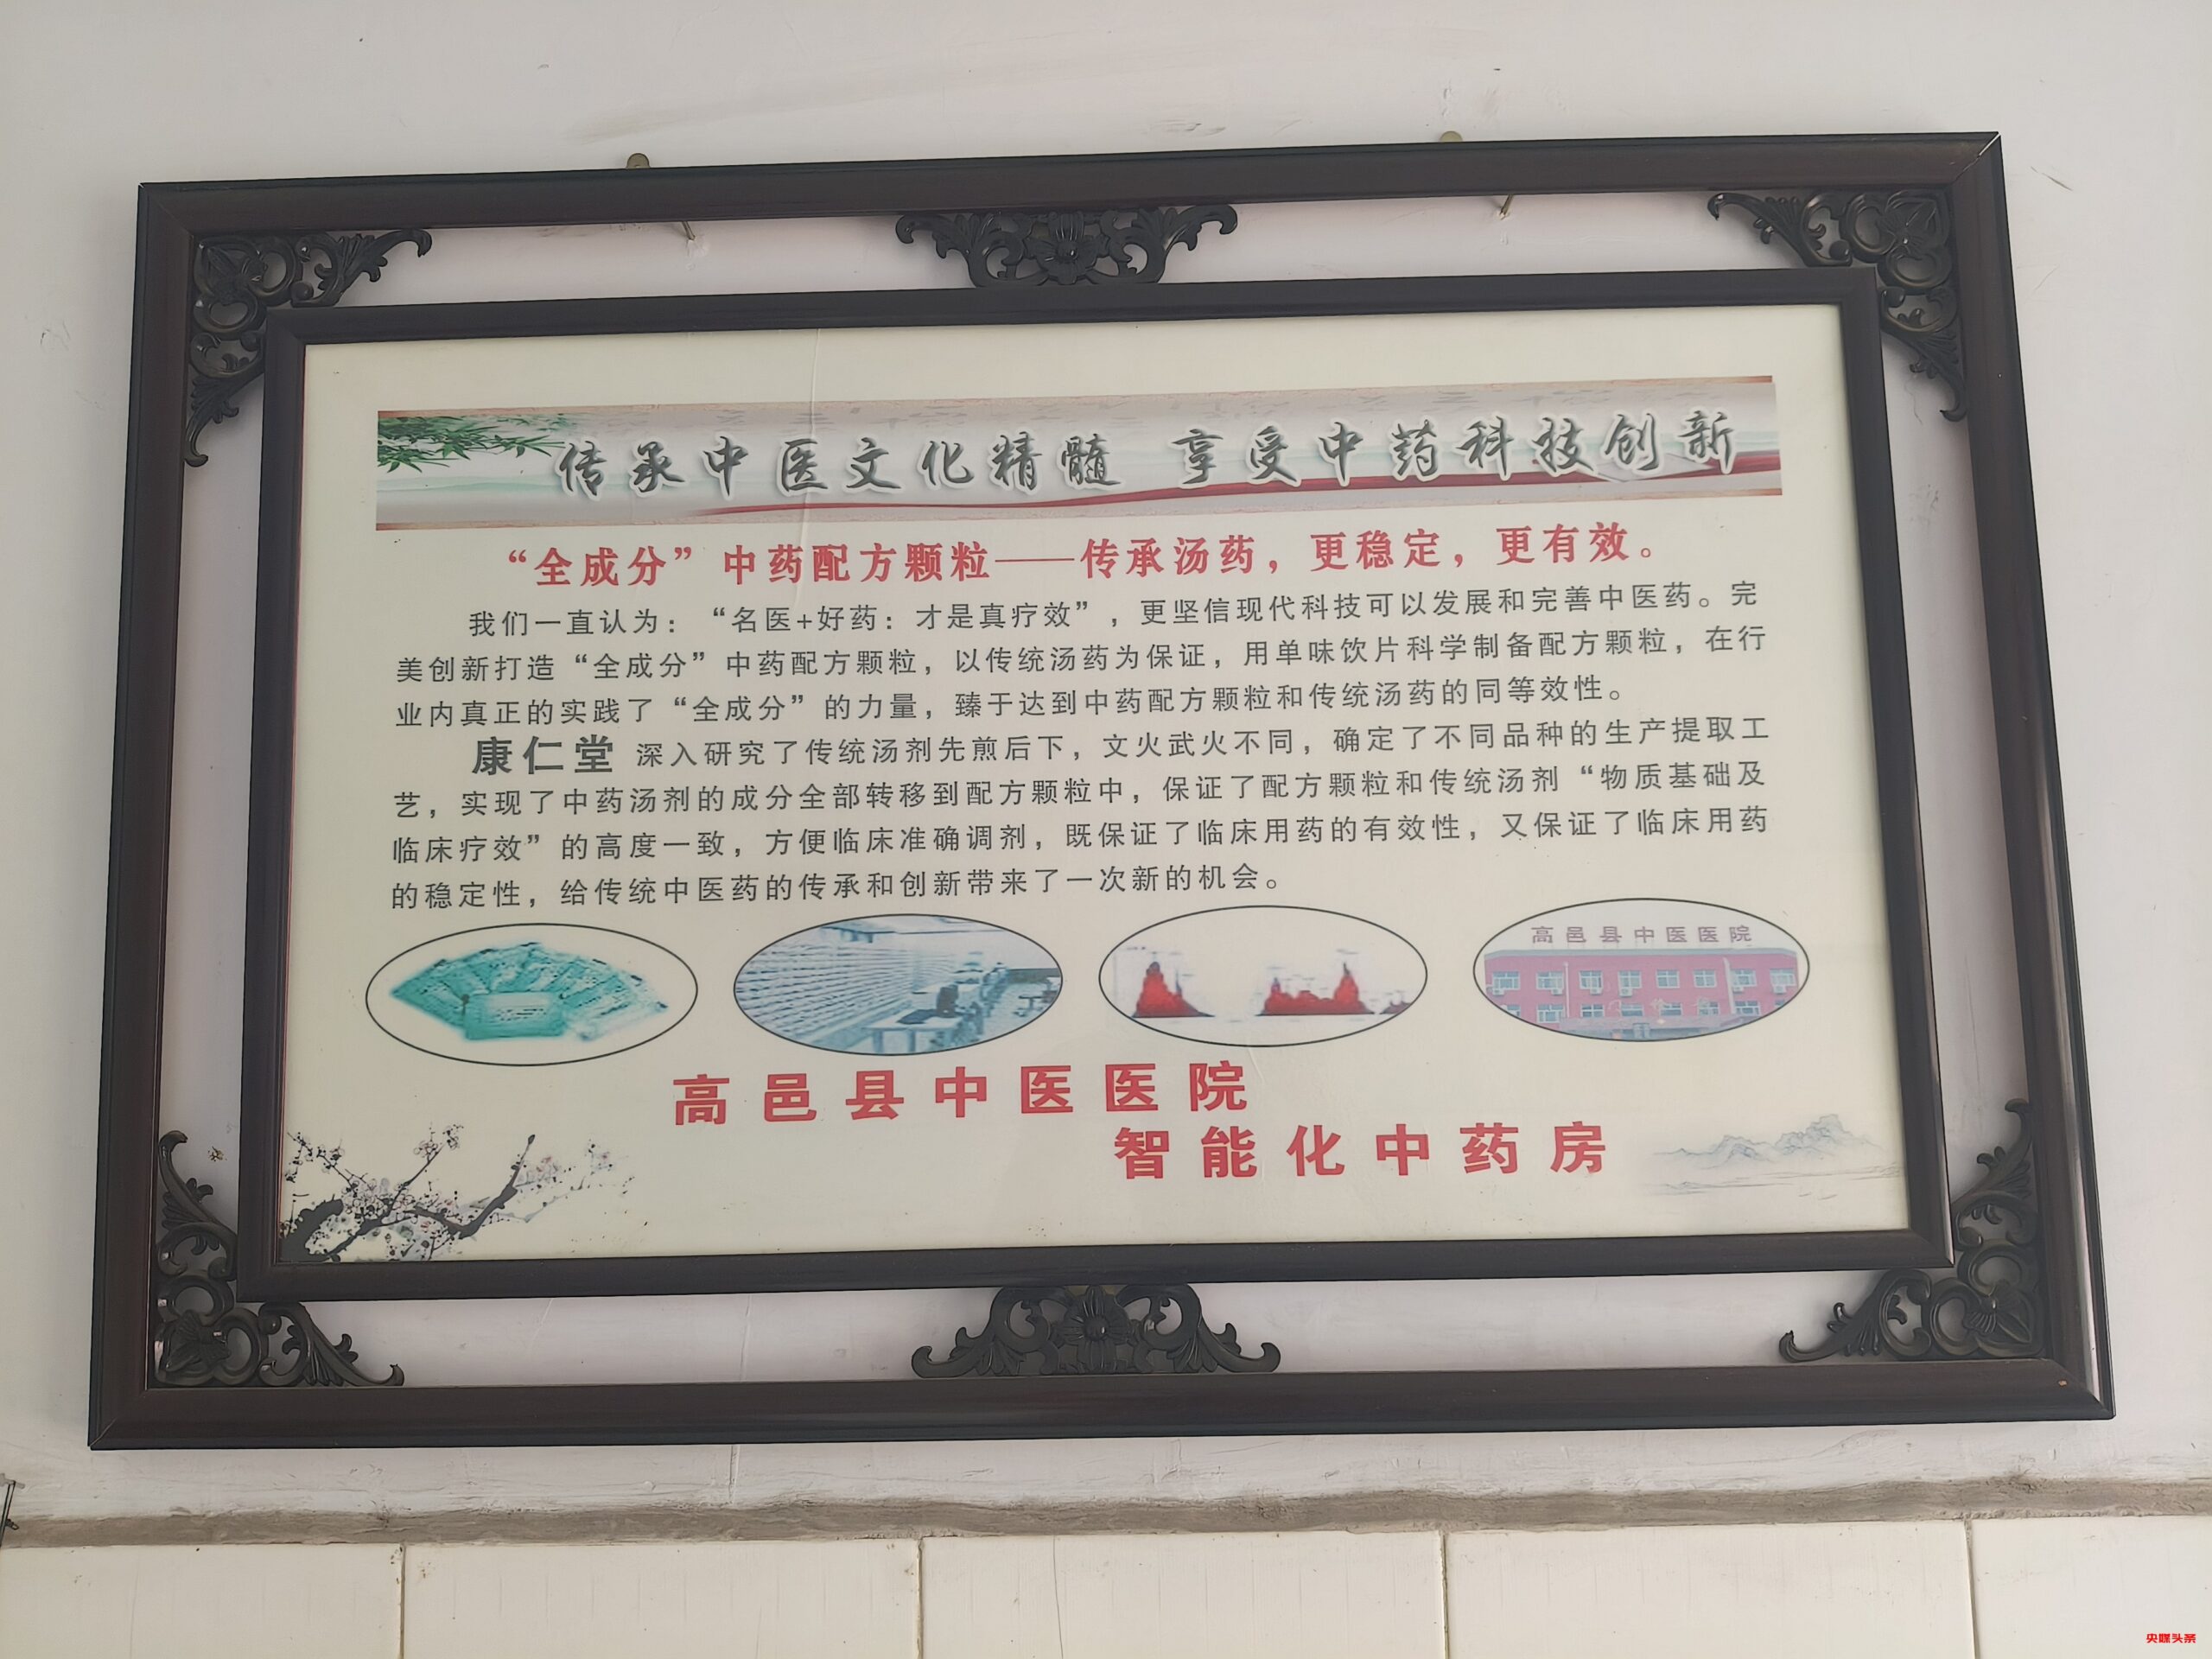 传承中医文化精髓 享受中药科技创新
“全成分”中药配方颗粒——传承汤药，更稳定，更有效。
我们一直认为：“名医+好药：才是真疗效”，更坚信现代科技可以发展和完善中医药。完
美创新打造“全成分”中药配方颗粒，以传统汤药为保证，用单味饮片科学制备配方颗粒，在行
业内真正的实践了“全成分”的力量，臻于达到中药配方颗粒和传统汤药的同等效性。
康仁堂 深入研究了传统汤剂先煎后下，文火武火不同，确定了不同品种的生产提取工
艺，实现了中药汤剂的成分全部转移到配方颗粒中，保证了配方颗粒和传统汤剂“物质基础及
临床疗效”的高度一致，方便临床准确调剂，既保证了临床用药的有效性，又保证了临床用药
的稳定性，给传统中医药的传承和创新带来了一次新的机会。
高邑县中医医院
高邑县中医医院
智能化中药房
央媒头条